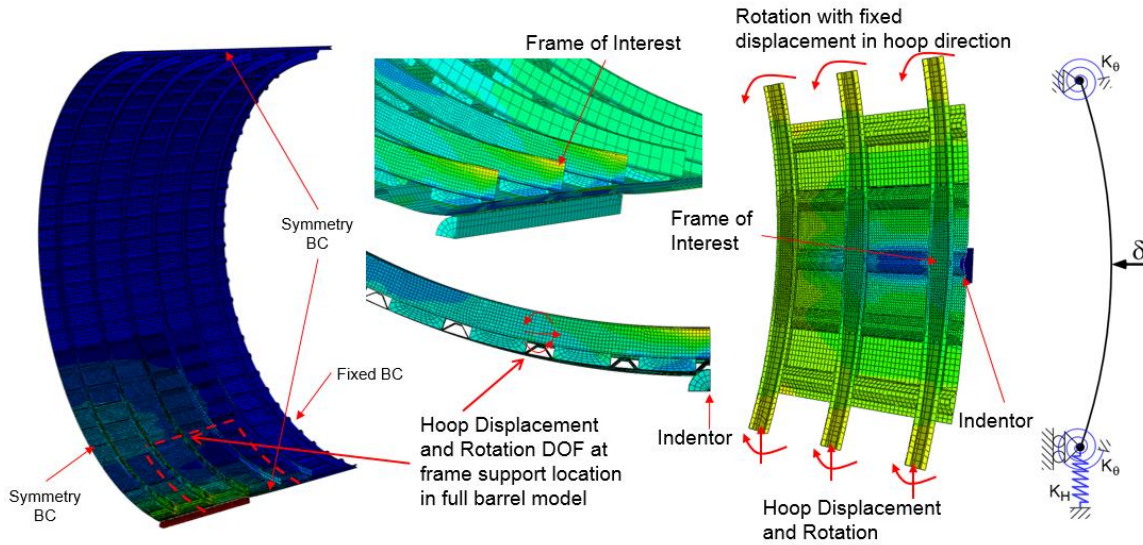 Frame of Interest
Symmetry
BC
Fixed BC
Symmetry
BC
Hoop Displacement
and Rotation DOF at
frame support location
in full barrel model
Indentor
Rotation with fixed
displacement in hoop direction
Frame of
Interest
Indentor
Hoop Displacement
and Rotation
Kθ
δ
Kθ
KH